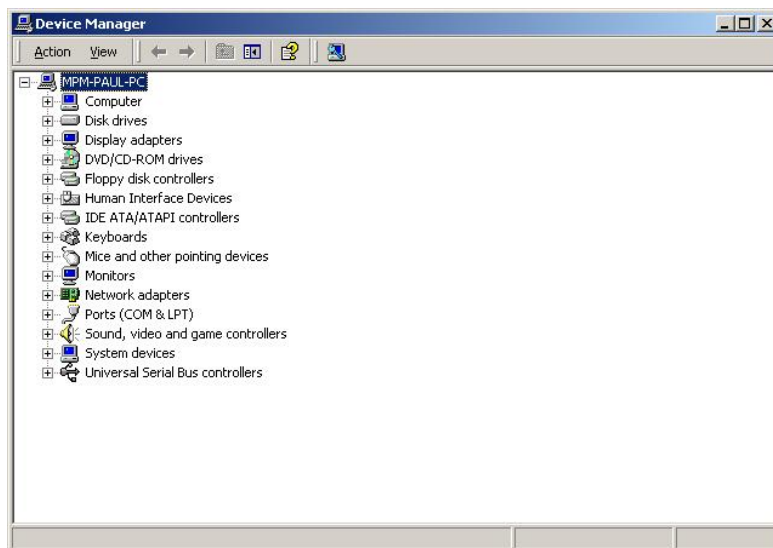 Device Manager
Action View
MPM-PAUL-PC
Computer
Disk drives
Display adapters
DVD/CD-ROM drives
Floppy disk controllers
Human Interface Devices
IDE ATA/ATAPI controllers
Keyboards
Mice and other pointing devices
Monitors
Network adapters
Ports (COM & LPT)
Sound, video and game controllers
System devices
Universal Serial Bus controllers